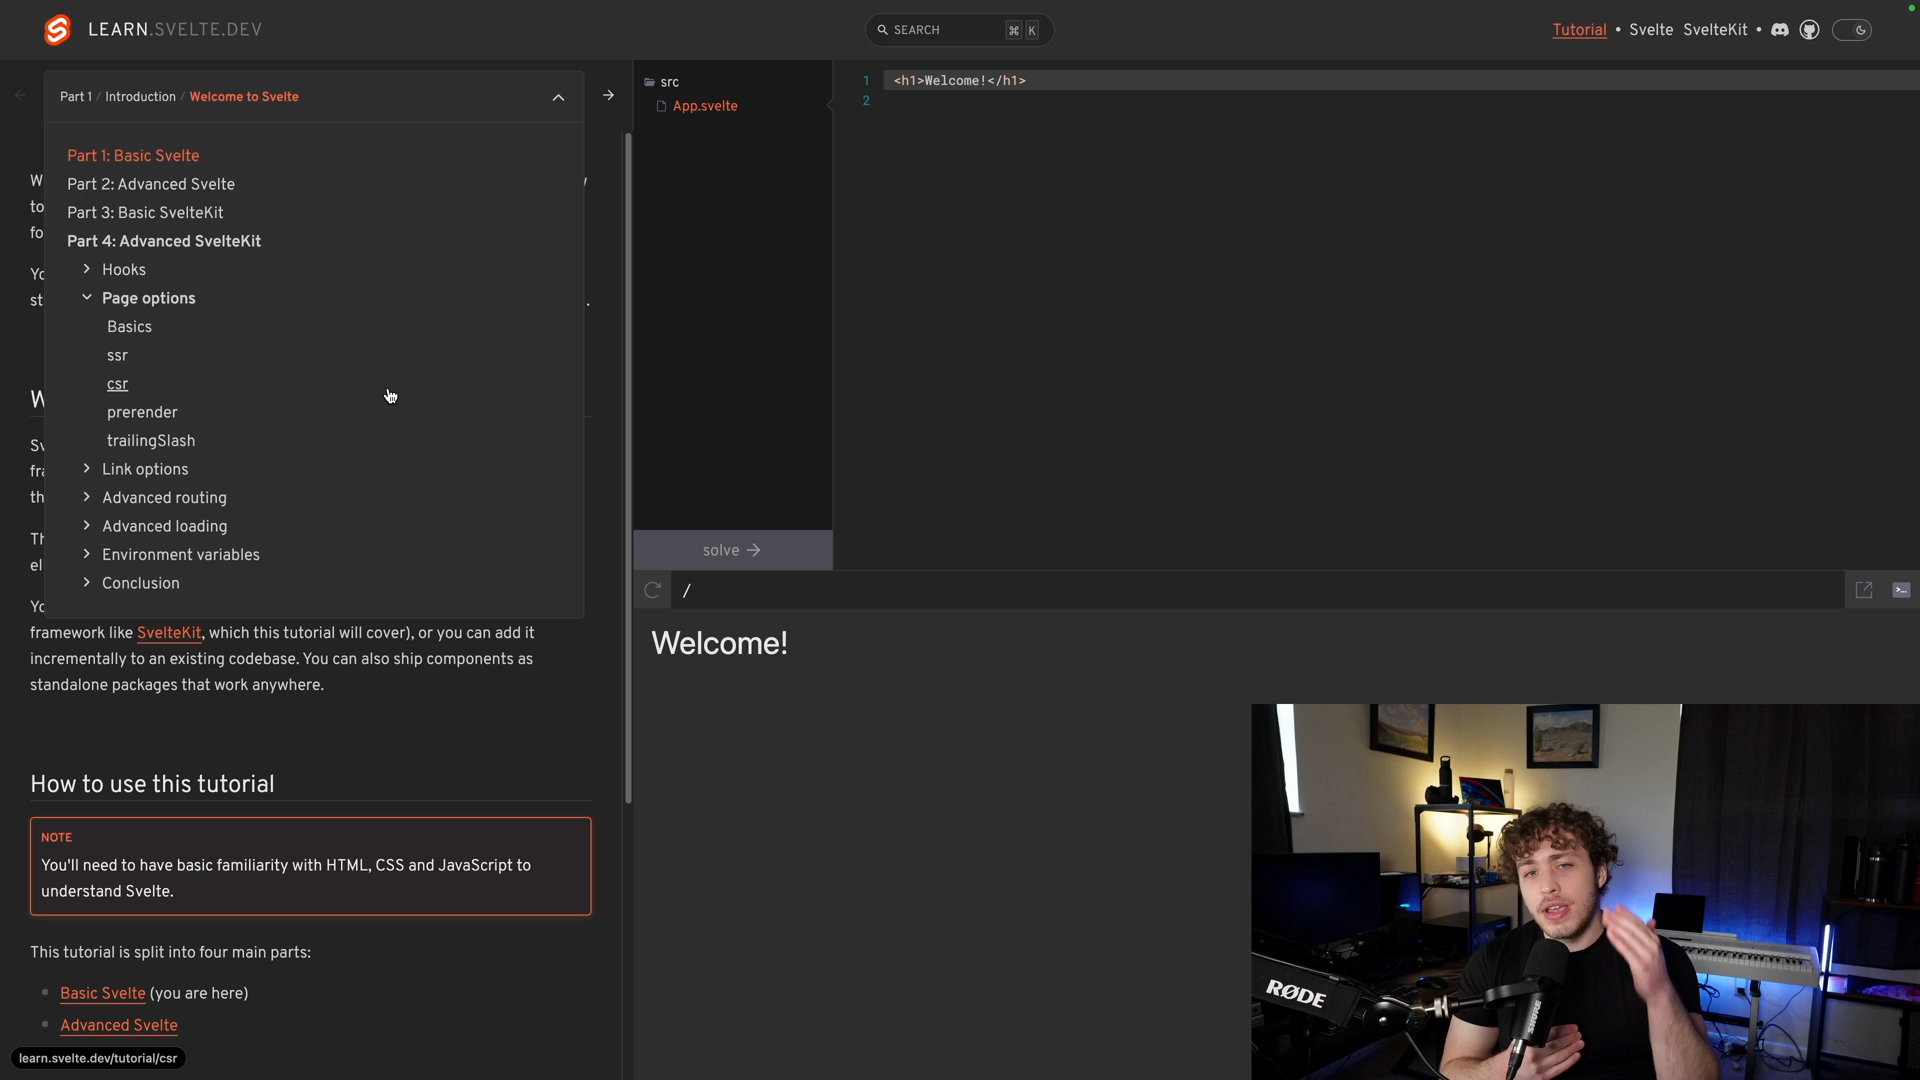 LEARN.SVELTE.DEV
SEARCH ⌘ K
Tutorial • Svelte SvelteKit •
Part 1 / Introduction / Welcome to Svelte
Part 1: Basic Svelte
Part 2: Advanced Svelte
Part 3: Basic SvelteKit
Part 4: Advanced SvelteKit
Hooks
Page options
Basics
ssr
csr
prerender
trailingSlash
Link options
Advanced routing
Advanced loading
Environment variables
Conclusion
framework like SvelteKit, which this tutorial will cover), or you can add it
incrementally to an existing codebase. You can also ship components as
standalone packages that work anywhere.
How to use this tutorial
NOTE
You'll need to have basic familiarity with HTML, CSS and JavaScript to
understand Svelte.
This tutorial is split into four main parts:
Basic Svelte (you are here)
Advanced Svelte
learn.svelte.dev/tutorial/csr
src
App.svelte
solve →
1 <h1>Welcome!</h1>
2
/
Welcome!
RØDE
SHURE